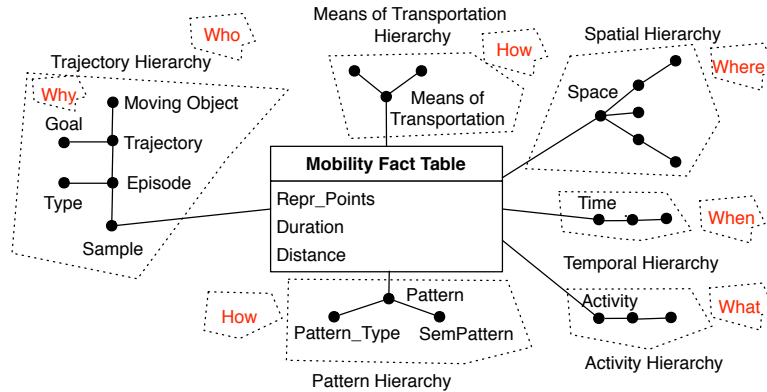 Who
Means of Transportation
Hierarchy
How
Spatial Hierarchy
Where
Trajectory Hierarchy
Why
Moving Object
Means of
Transportation
Space
Goal
Trajectory
Mobility Fact Table
Type
Episode
Repr_Points
Duration
Distance
Time
When
Sample
Temporal Hierarchy
How
Pattern
Pattern_Type
SemPattern
Activity
What
Pattern Hierarchy
Activity Hierarchy